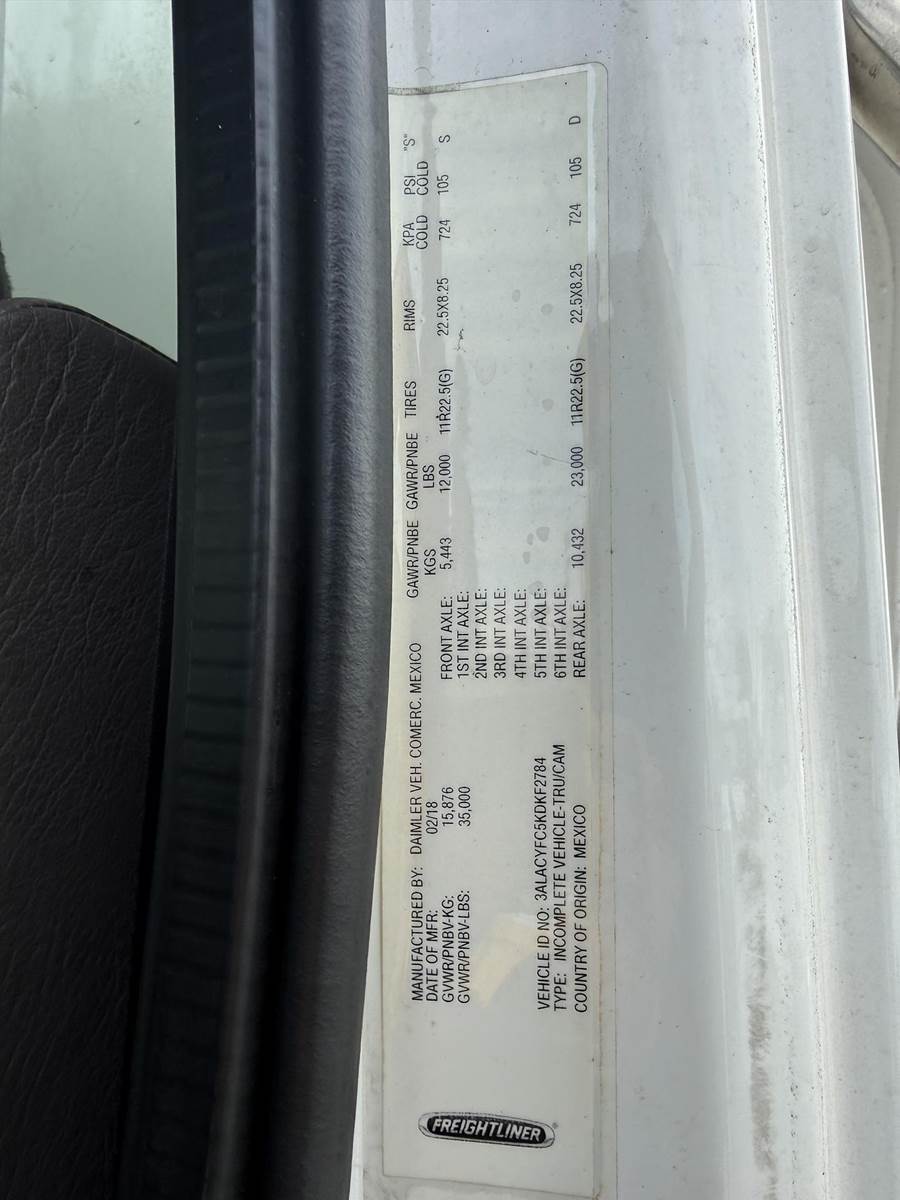 MANUFACTURED BY: DAIMLER VEH. COMERC. MEXICO
DATE OF MFR: 02/18
GVWR/PNBV-KG: 15,876
GVWR/PNBV-LBS: 35,000
VEHICLE ID NO: 3ALACYFC5KDKF2784
TYPE: INCOMPLETE VEHICLE-TRU/CAM
COUNTRY OF ORIGIN: MEXICO
GAWR/PNBE GAWR/PNBE TIRES RIMS KPA PSI "S"
KGS LBS COLD COLD
FRONT AXLE: 5,443 12,000 11R22.5(G) 22.5X8.25 724 105 S
1ST INT AXLE:
2ND INT AXLE:
3RD INT AXLE:
4TH INT AXLE:
5TH INT AXLE:
6TH INT AXLE:
REAR AXLE: 10,432 23,000 11R22.5(G) 22.5X8.25 724 105 D
FREIGHTLINER®